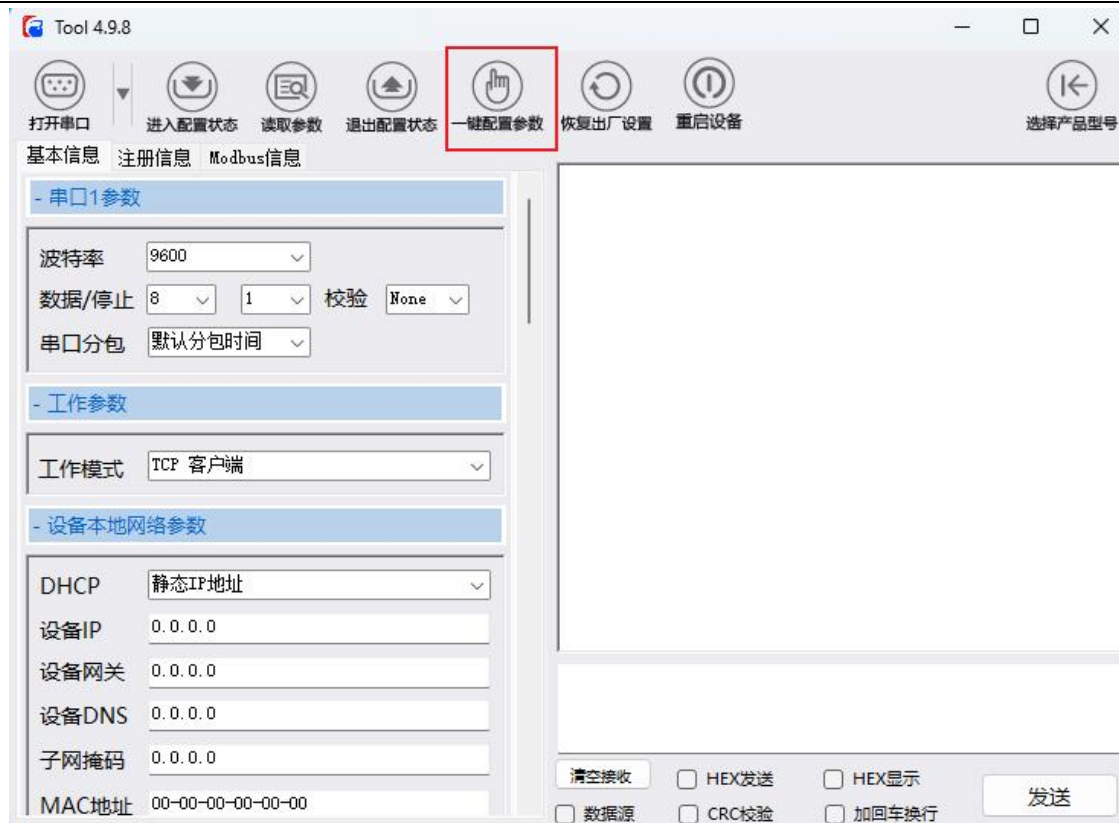 Tool 4.9.8
打开串口 进入配置状态 读取参数 退出配置状态 一键配置参数 恢复出厂设置 重启设备 选择产品型号
基本信息 注册信息 Modbus信息
- 串口1参数
波特率 9600
数据/停止 8 1 校验 None
串口分包 默认分包时间
- 工作参数
工作模式 TCP 客户端
- 设备本地网络参数
DHCP 静态IP地址
设备IP 0.0.0.0
设备网关 0.0.0.0
设备DNS 0.0.0.0
子网掩码 0.0.0.0
MAC地址 00-00-00-00-00-00
清空接收 HEX发送 HEX显示 发送
数据源 CRC校验 加回车换行